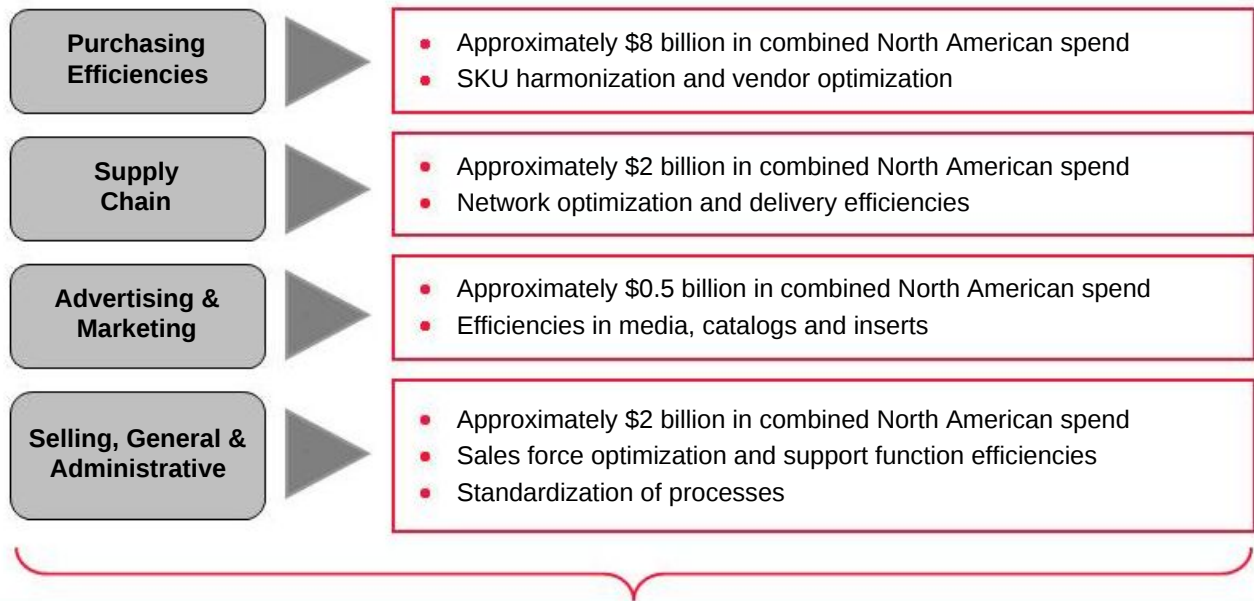 Purchasing
Efficiencies
• Approximately $8 billion in combined North American spend
• SKU harmonization and vendor optimization
Supply
Chain
• Approximately $2 billion in combined North American spend
• Network optimization and delivery efficiencies
Advertising &
Marketing
• Approximately $0.5 billion in combined North American spend
• Efficiencies in media, catalogs and inserts
Selling, General &
Administrative
• Approximately $2 billion in combined North American spend
• Sales force optimization and support function efficiencies
• Standardization of processes